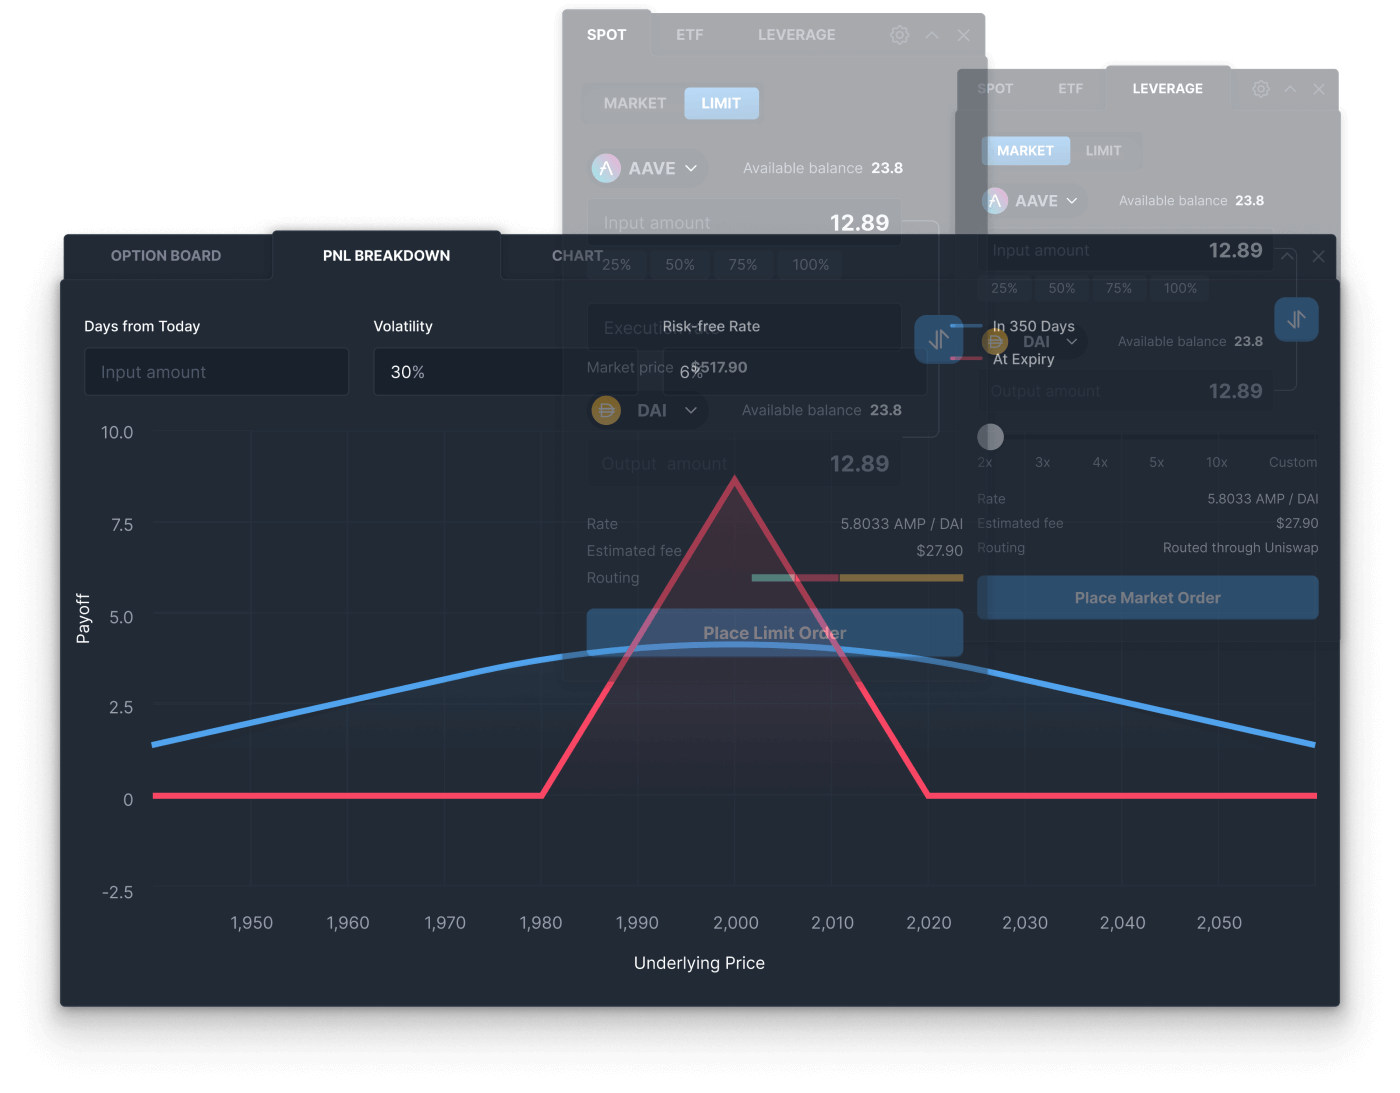 SPOT ETF LEVERAGE
MARKET LIMIT
AAVE Available balance 23.8
Input amount 12.89
25% 50% 75% 100%
Market price $517.90
DAI Available balance 23.8
Output amount 12.89
Rate 5.8033 AMP / DAI
Estimated fee $27.90
Routing
Place Limit Order
SPOT ETF LEVERAGE
MARKET LIMIT
AAVE Available balance 23.8
Input amount 12.89
25% 50% 75% 100%
DAI Available balance 23.8
Output amount 12.89
2x 3x 4x 5x 10x Custom
Rate 5.8033 AMP / DAI
Estimated fee $27.90
Routing Routed through Uniswap
Place Market Order
OPTION BOARD PNL BREAKDOWN CHART
Days from Today Volatility Risk-free Rate
Input amount 30% 6%
In 350 Days
At Expiry
10.0
7.5
5.0
2.5
0
-2.5
Payoff
1,950 1,960 1,970 1,980 1,990 2,000 2,010 2,020 2,030 2,040 2,050
Underlying Price